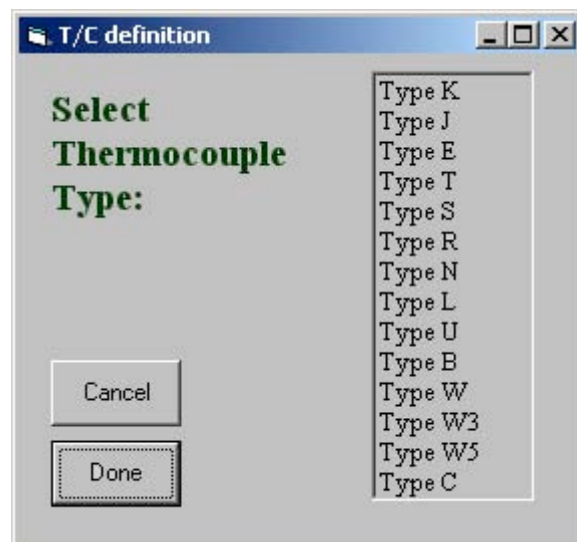 T/C definition
Select
Thermocouple
Type:
Type K
Type J
Type E
Type T
Type S
Type R
Type N
Type L
Type U
Type B
Type W
Type W3
Type W5
Type C
Cancel
Done